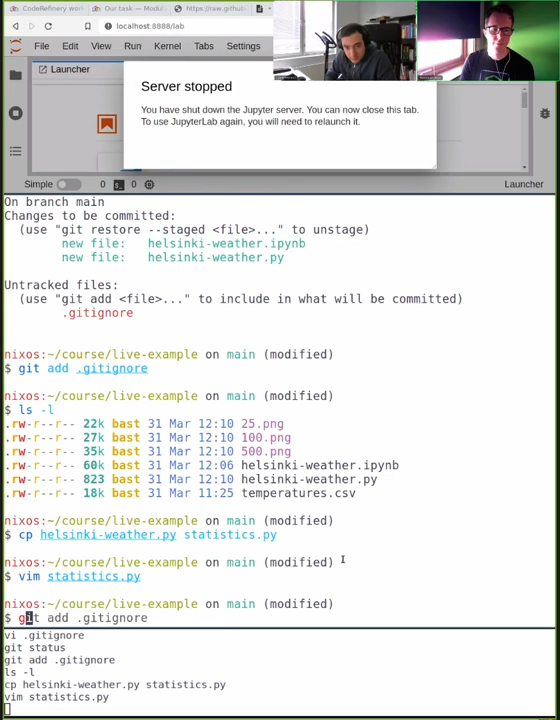 CodeRefinery wor
Our task — Modul
https://raw.githu
localhost:8888/lab
File Edit View Run Kernel Tabs Settings
Launcher
Server stopped
You have shut down the Jupyter server. You can now close this tab.
To use JupyterLab again, you will need to relaunch it.
Simple 0 0 Launcher
On branch main
Changes to be committed:
(use "git restore --staged <file>..." to unstage)
new file: helsinki-weather.ipynb
new file: helsinki-weather.py
Untracked files:
(use "git add <file>..." to include in what will be committed)
.gitignore
nixos:~/course/live-example on main (modified)
$ git add .gitignore
nixos:~/course/live-example on main (modified)
$ ls -l
.rw-r--r-- 22k bast 31 Mar 12:10 25.png
.rw-r--r-- 27k bast 31 Mar 12:10 100.png
.rw-r--r-- 35k bast 31 Mar 12:10 500.png
.rw-r--r-- 60k bast 31 Mar 12:06 helsinki-weather.ipynb
.rw-r--r-- 823 bast 31 Mar 12:10 helsinki-weather.py
.rw-r--r-- 18k bast 31 Mar 11:25 temperatures.csv
nixos:~/course/live-example on main (modified)
$ cp helsinki-weather.py statistics.py
nixos:~/course/live-example on main (modified)
$ vim statistics.py
nixos:~/course/live-example on main (modified)
$ git add .gitignore
vi .gitignore
git status
git add .gitignore
ls -l
cp helsinki-weather.py statistics.py
vim statistics.py